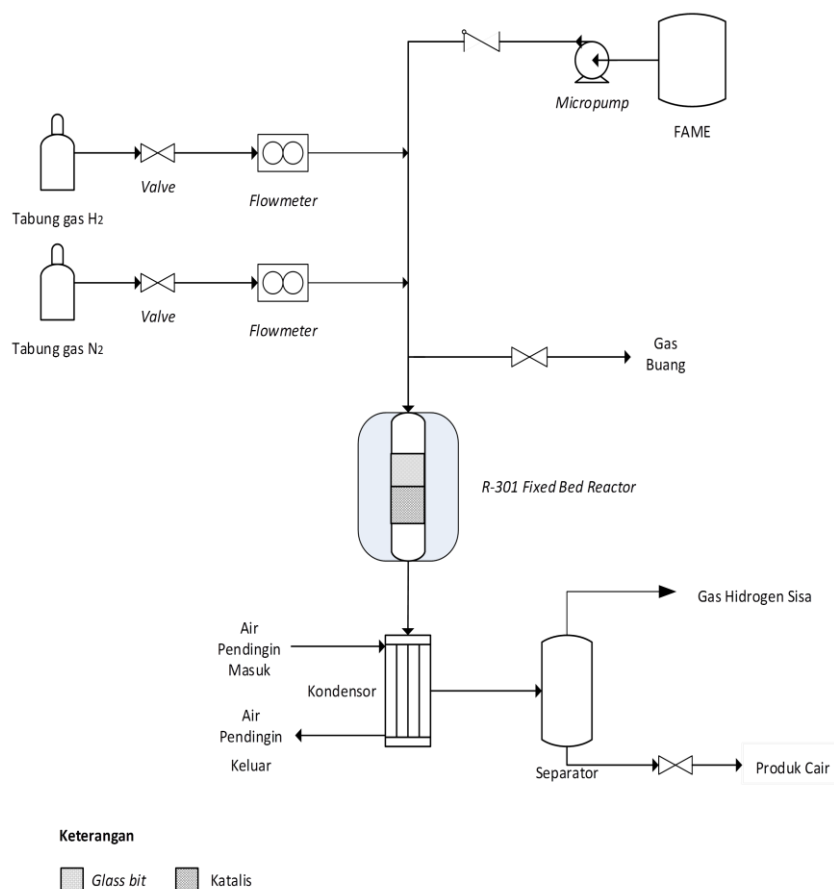 Micropump
FAME
Valve
Flowmeter
Tabung gas H2
Valve
Flowmeter
Tabung gas N2
Gas
Buang
R-301 Fixed Bed Reactor
Gas Hidrogen Sisa
Air
Pendingin
Masuk
Kondensor
Air
Pendingin
Keluar
Separator
Produk Cair
Keterangan
Glass bit
Katalis